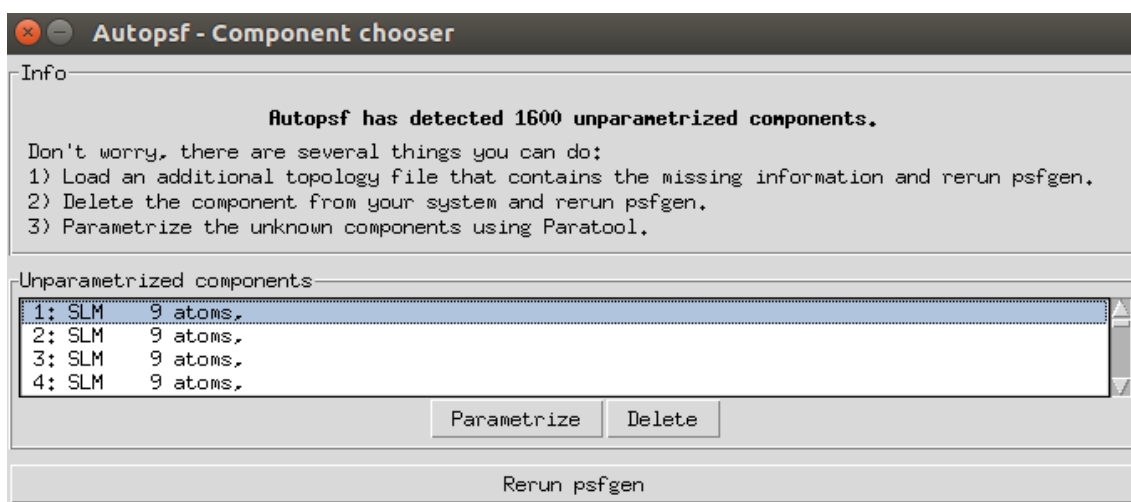 Autopsf - Component chooser
Info
Autopsf has detected 1600 unparametrized components.
Don't worry, there are several things you can do:
1) Load an additional topology file that contains the missing information and rerun psfgen.
2) Delete the component from your system and rerun psfgen.
3) Parametrize the unknown components using Paratool.
Unparametrized components
1: SLM 9 atoms,
2: SLM 9 atoms,
3: SLM 9 atoms,
4: SLM 9 atoms,
Parametrize Delete
Rerun psfgen